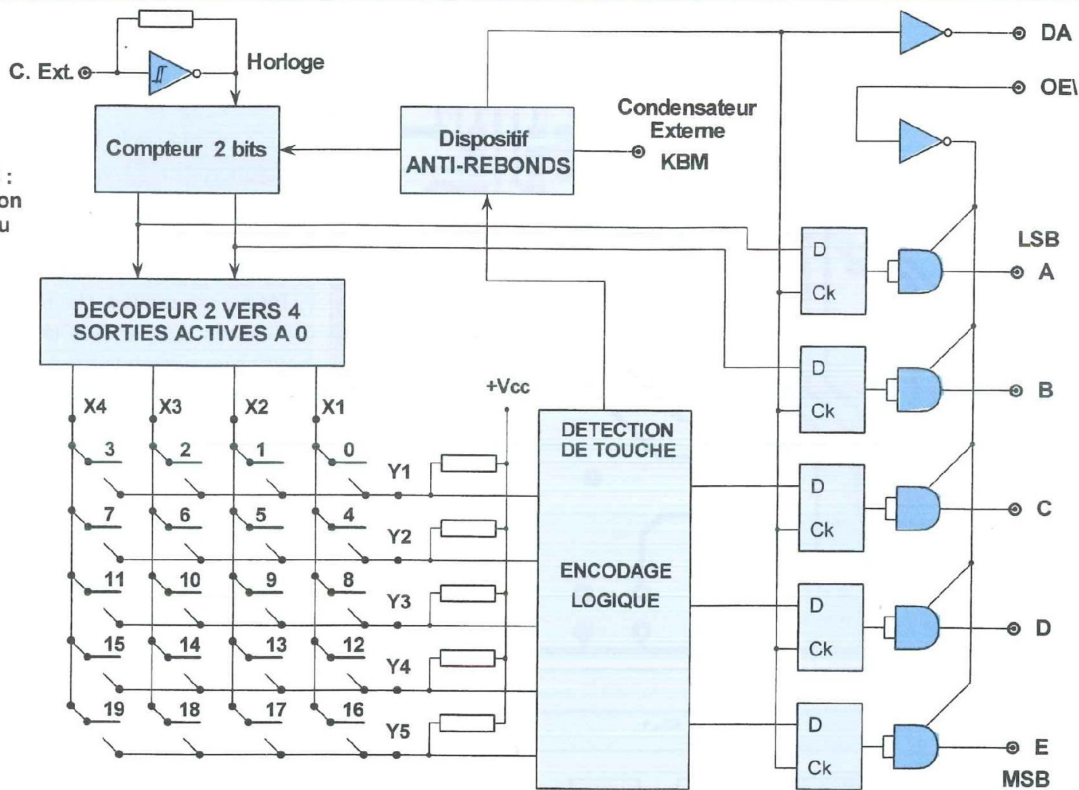 C. Ext.
Horloge
Compteur 2 bits
Dispositif
ANTI-REBONDS
Condensateur
Externe
KBM
DA
OE\
:
on
u
DECODEUR 2 VERS 4
SORTIES ACTIVES A 0
X4 X3 X2 X1
+Vcc
3 2 1 0
Y1
7 6 5 4
Y2
11 10 9 8
Y3
15 14 13 12
Y4
19 18 17 16
Y5
DETECTION
DE TOUCHE
ENCODAGE
LOGIQUE
D
Ck
LSB
A
D
Ck
B
D
Ck
C
D
Ck
D
D
Ck
E
MSB